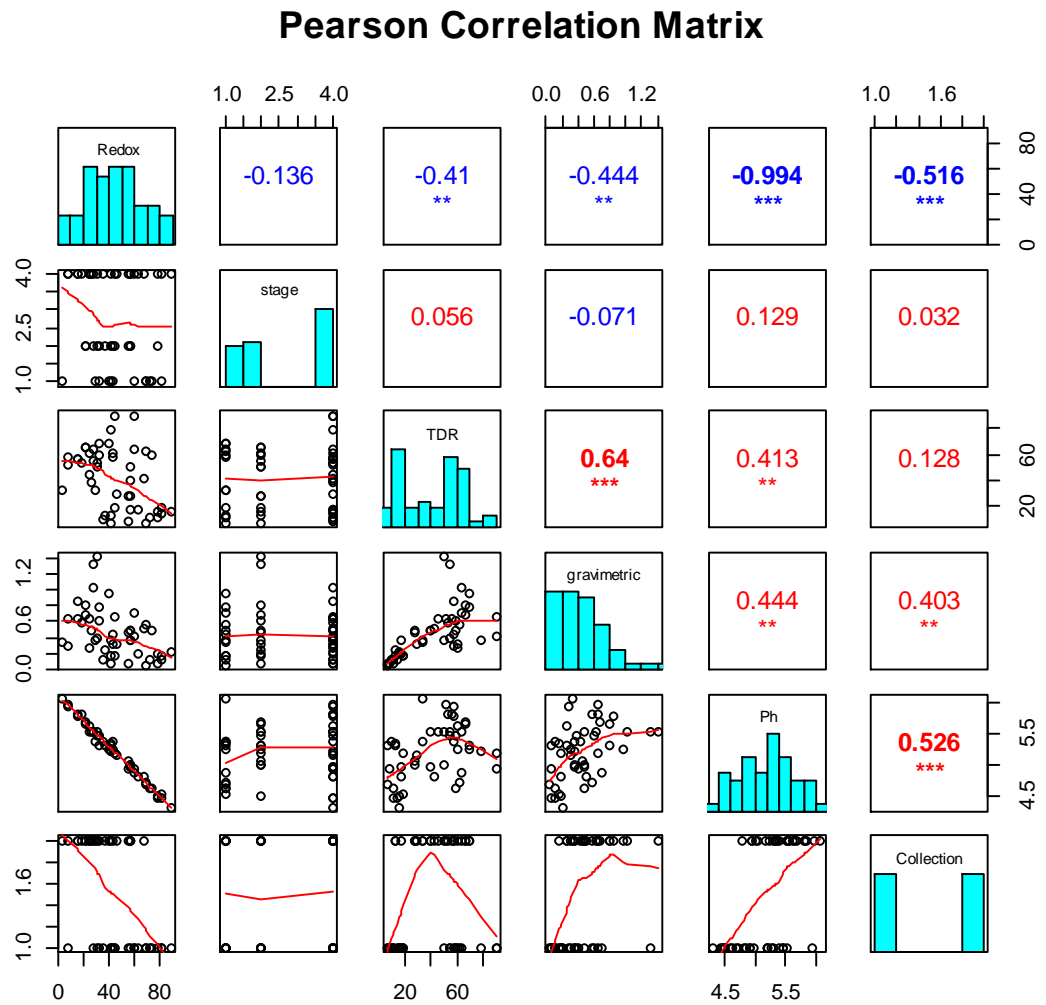 Pearson Correlation Matrix
1.0 2.5 4.0 0.0 0.6 1.2 1.0 1.6
Redox
-0.136 -0.41 -0.444 -0.994 -0.516
** ** *** ***
0 40 80
stage
0.056 -0.071 0.129 0.032
1.0 2.5 4.0
TDR
0.64 0.413 0.128
*** **
20 60
gravimetric
0.444 0.403
** **
0.0 0.6 1.2
Ph
0.526
***
4.5 5.5
Collection
1.0 1.6
0 40 80 20 60 4.5 5.5